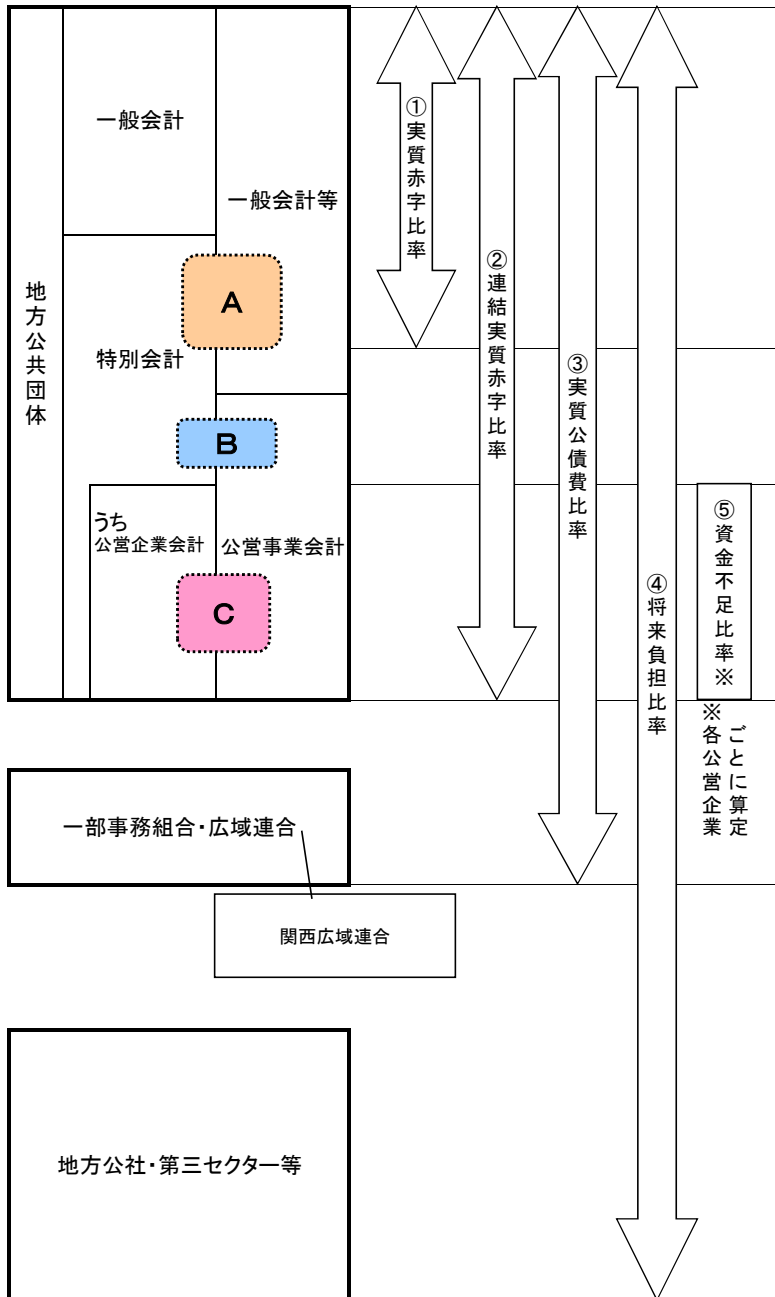 地方公共団体
一般会計
一般会計等
特別会計
A
B
うち
公営企業会計
公営事業会計
C
①実質赤字比率
②連結実質赤字比率
③実質公債費比率
④将来負担比率
⑤資金不足比率※
※各公営企業
ごとに算定
一部事務組合・広域連合
関西広域連合
地方公社・第三セクター等